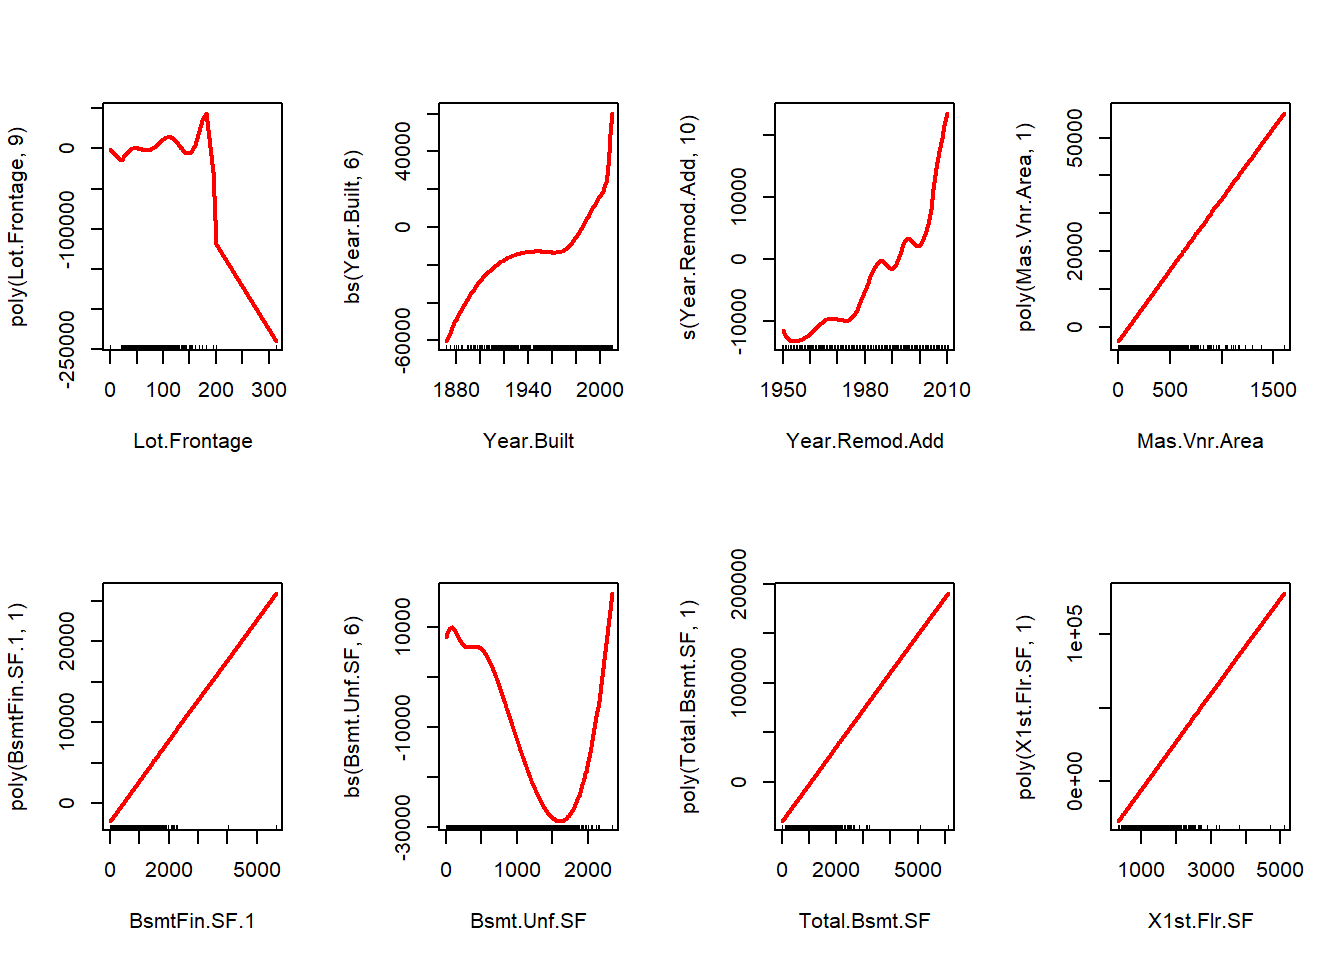 poly(Lot.Frontage, 9)
0
-100000
-250000
0 100 200 300
Lot.Frontage
bs(Year.Built, 6)
40000
0
-60000
1880 1940 2000
Year.Built
s(Year.Remod.Add, 10)
10000
0
-10000
1950 1980 2010
Year.Remod.Add
poly(Mas.Vnr.Area, 1)
50000
20000
0
0 500 1500
Mas.Vnr.Area
poly(BsmtFin.SF.1, 1)
20000
10000
0
0 2000 5000
BsmtFin.SF.1
bs(Bsmt.Unf.SF, 6)
10000
-10000
-30000
0 1000 2000
Bsmt.Unf.SF
poly(Total.Bsmt.SF, 1)
200000
100000
0
0 2000 5000
Total.Bsmt.SF
poly(X1st.Flr.SF, 1)
1e+05
0e+00
1000 3000 5000
X1st.Flr.SF